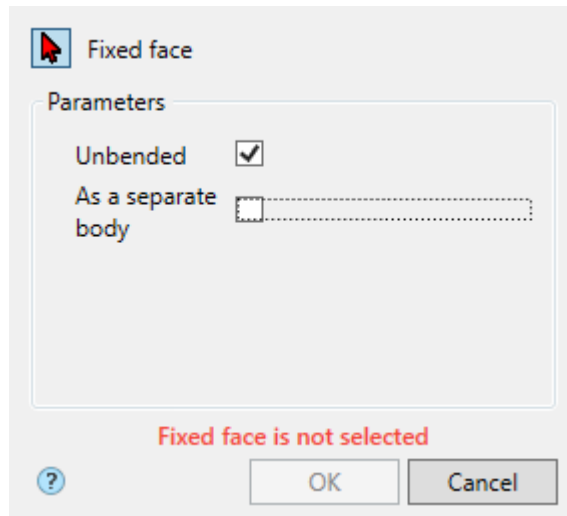 Fixed face
Parameters
Unbended
As a separate
body
Fixed face is not selected
?
OK
Cancel